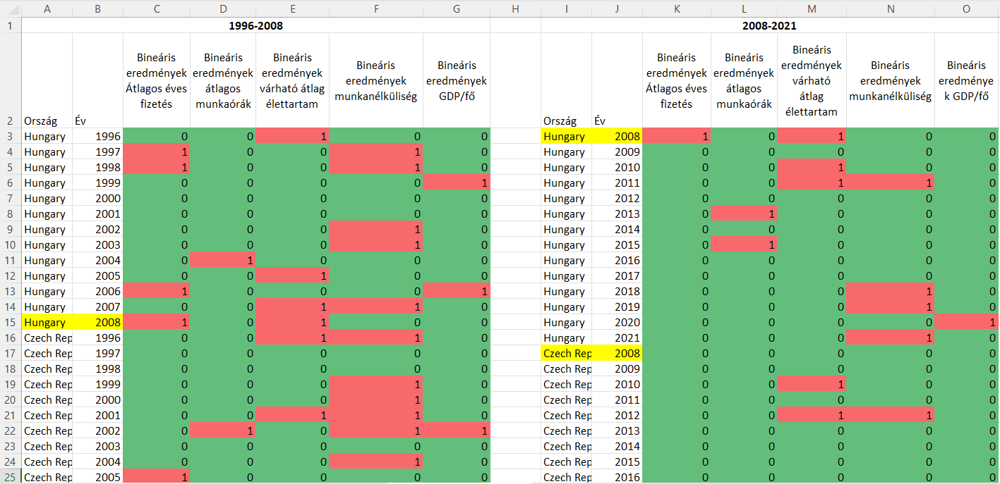 A B C D E F G H I J K L M N O
1 1996-2008 2008-2021
Bineáris eredmények Átlagos éves fizetés
Bineáris eredmények átlagos munkaórák
Bineáris eredmények várható átlag élettartam
Bineáris eredmények munkanélküliség
Bineáris eredmények GDP/fő
Bineáris eredmények Átlagos éves fizetés
Bineáris eredmények átlagos munkaórák
Bineáris eredmények várható átlag élettartam
Bineáris eredmények munkanélküliség
Bineáris eredménye k GDP/fő
2 Ország Év Ország Év
3 Hungary 1996 0 0 1 0 0 Hungary 2008 1 0 1 0 0
4 Hungary 1997 1 0 0 1 0 Hungary 2009 0 0 0 0 0
5 Hungary 1998 1 0 0 1 0 Hungary 2010 0 0 1 0 0
6 Hungary 1999 0 0 0 0 1 Hungary 2011 0 0 1 1 0
7 Hungary 2000 0 0 0 0 0 Hungary 2012 0 0 0 0 0
8 Hungary 2001 0 0 0 0 0 Hungary 2013 0 1 0 0 0
9 Hungary 2002 0 0 0 1 0 Hungary 2014 0 0 0 0 0
10 Hungary 2003 0 0 0 1 0 Hungary 2015 0 1 0 0 0
11 Hungary 2004 0 1 0 0 0 Hungary 2016 0 0 0 0 0
12 Hungary 2005 0 0 1 0 0 Hungary 2017 0 0 0 0 0
13 Hungary 2006 1 0 0 0 1 Hungary 2018 0 0 0 1 0
14 Hungary 2007 0 0 1 1 0 Hungary 2019 0 0 0 1 0
15 Hungary 2008 1 0 1 0 0 Hungary 2020 0 0 0 0 1
16 Czech Rep 1996 0 0 1 1 0 Hungary 2021 0 0 0 1 0
17 Czech Rep 1997 0 0 0 0 0 Czech Rep 2008 0 0 0 0 0
18 Czech Rep 1998 0 0 0 0 0 Czech Rep 2009 0 0 0 0 0
19 Czech Rep 1999 0 0 0 1 0 Czech Rep 2010 0 0 1 0 0
20 Czech Rep 2000 0 0 0 1 0 Czech Rep 2011 0 0 0 0 0
21 Czech Rep 2001 0 0 1 1 0 Czech Rep 2012 0 0 1 1 0
22 Czech Rep 2002 0 1 0 1 1 Czech Rep 2013 0 0 0 0 0
23 Czech Rep 2003 0 0 0 0 0 Czech Rep 2014 0 0 0 0 0
24 Czech Rep 2004 0 0 0 1 0 Czech Rep 2015 0 0 0 0 0
25 Czech Rep 2005 1 0 0 0 0 Czech Rep 2016 0 0 0 0 0